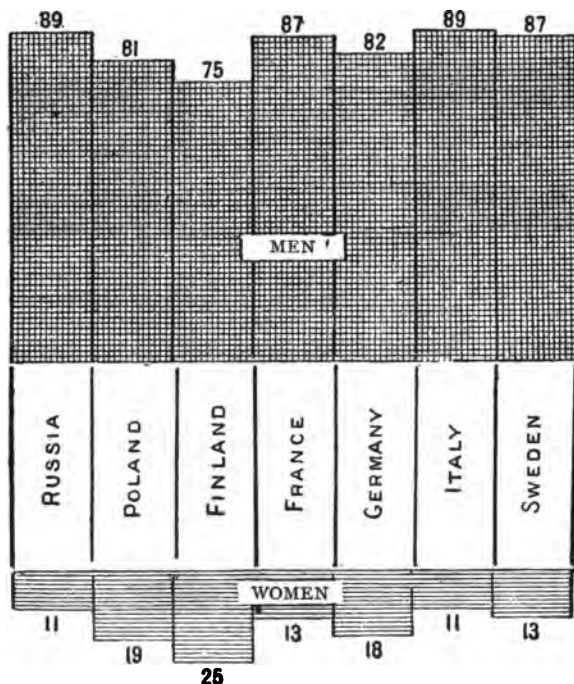 89 81 75 87 82 89 87
MEN
RUSSIA
POLAND
FINLAND
FRANCE
GERMANY
ITALY
SWEDEN
WOMEN
11 19 25 13 18 11 13